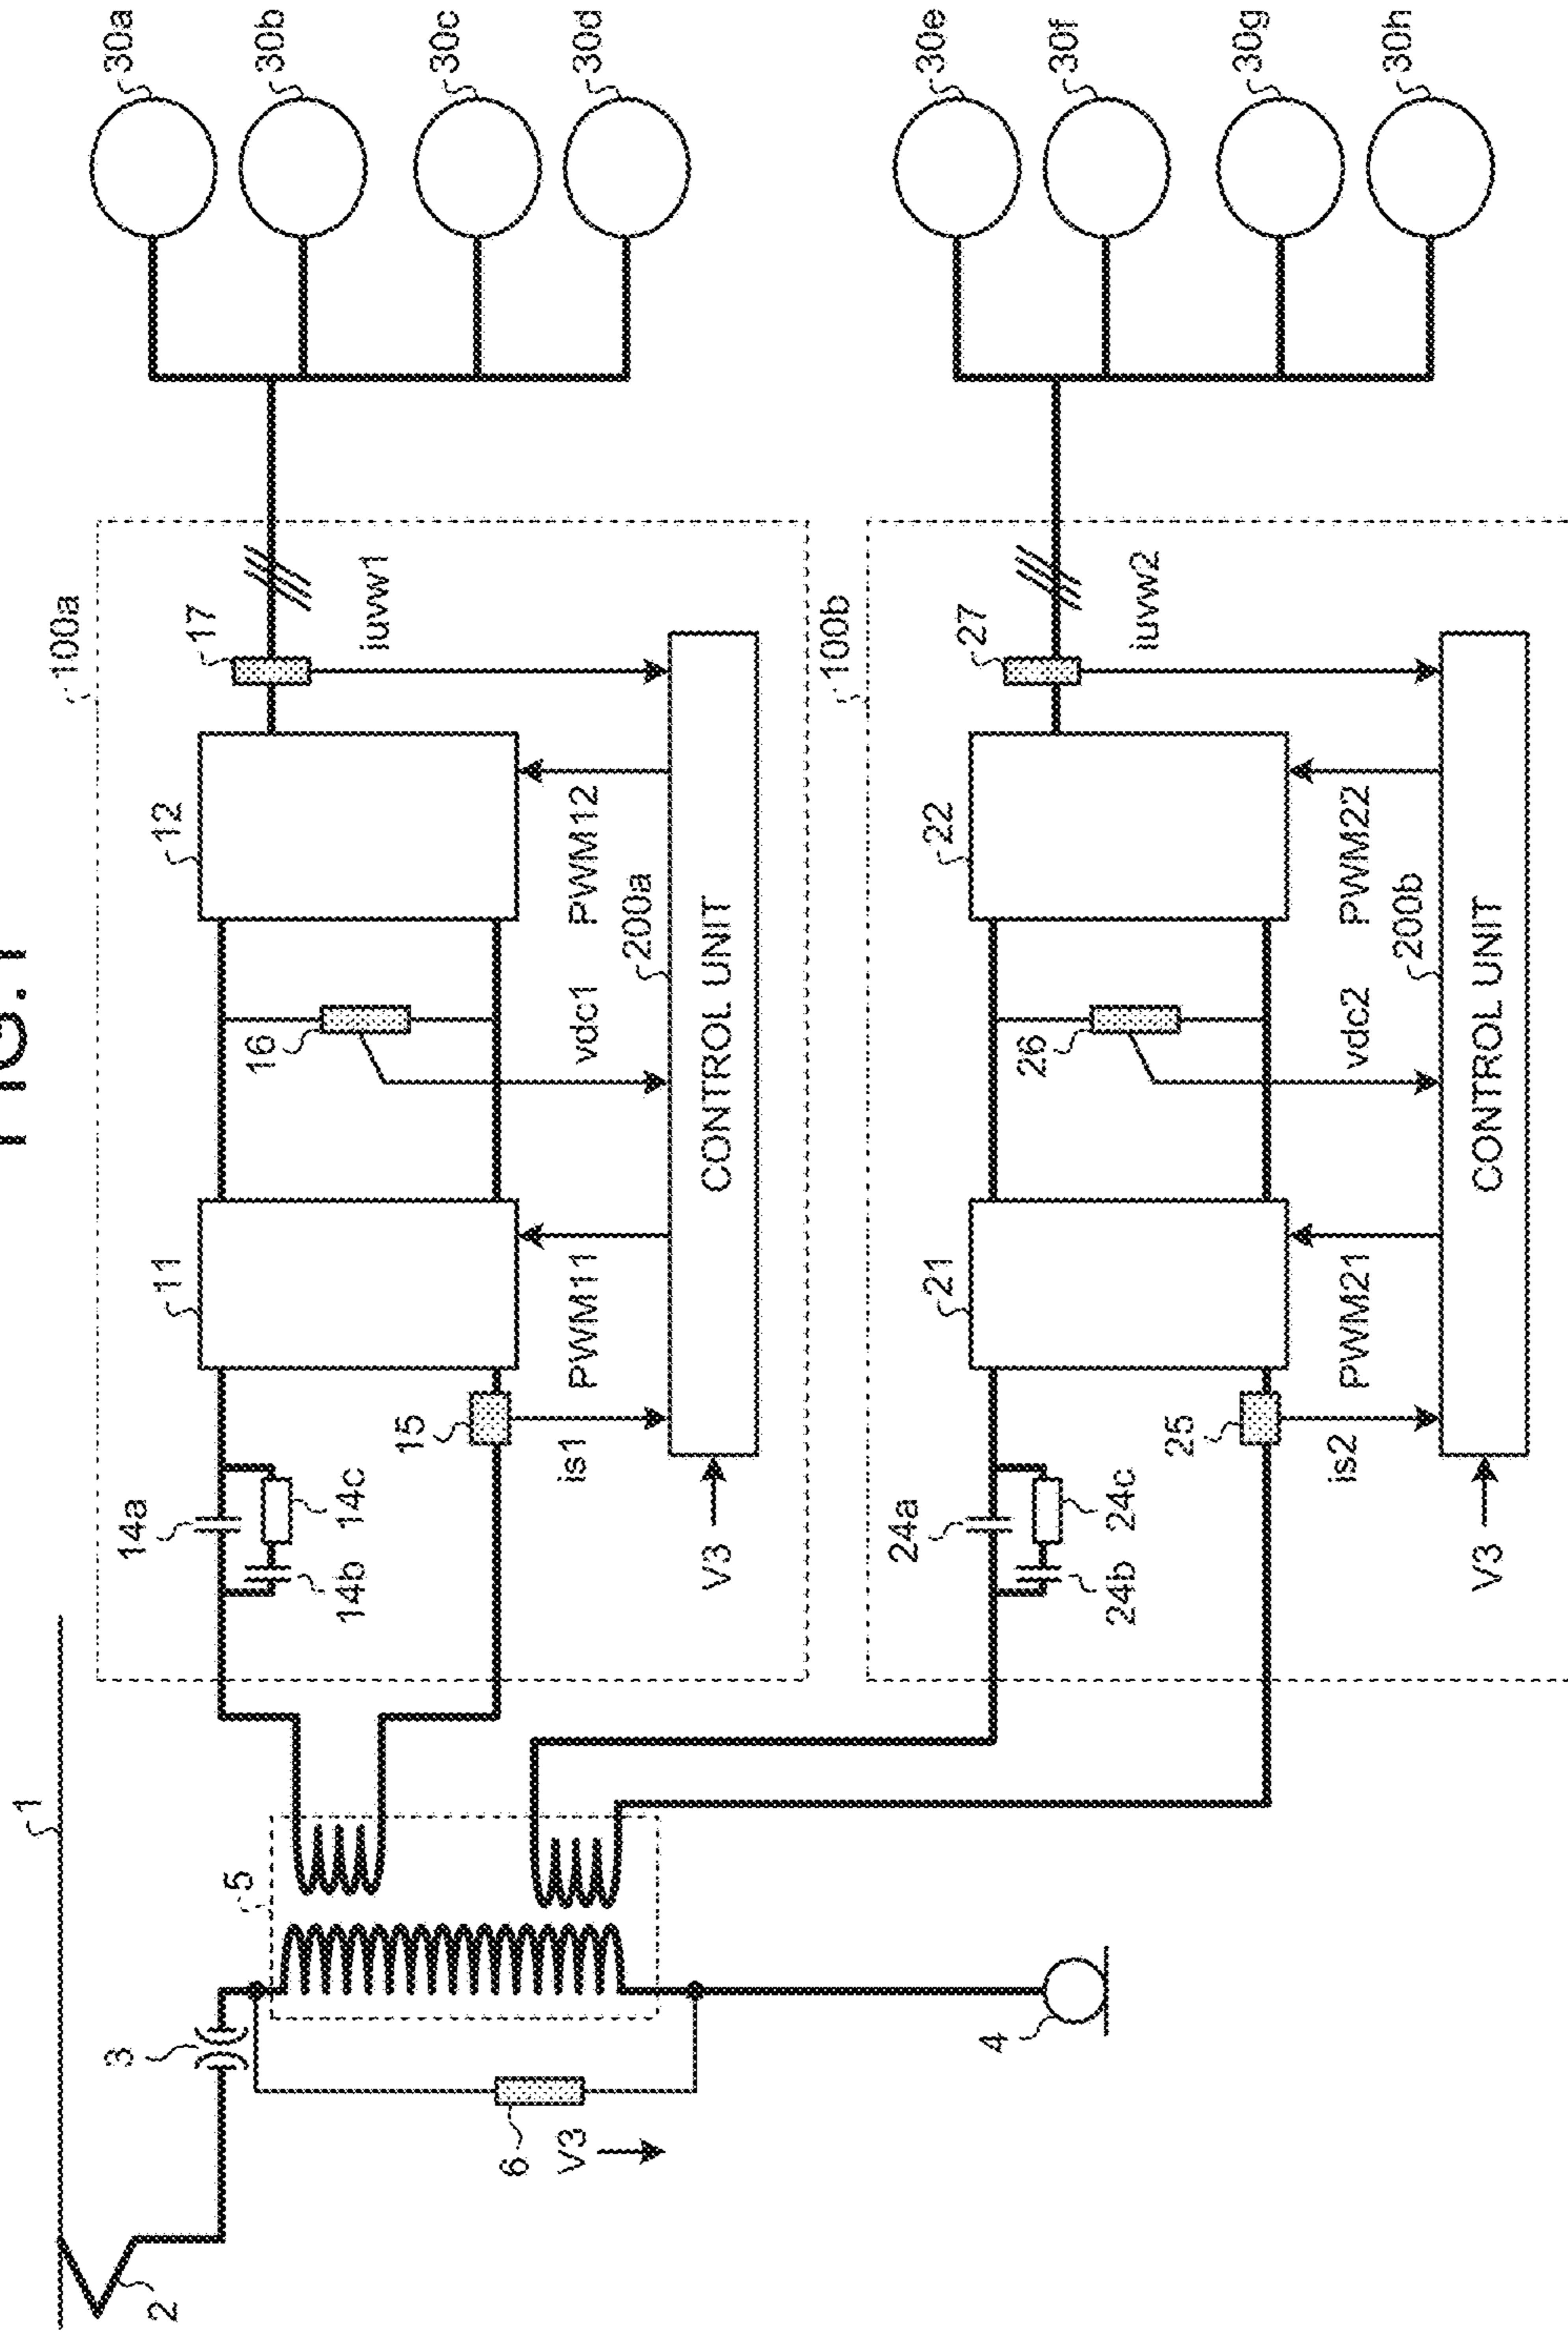 FIG.1
1
2
3
4
5
6
V3
100a
14a
14b
14c
15
is1
11
PWM11
16
vdc1
12
PWM12
17
iuvw1
200a
CONTROL UNIT
V3
30a
30b
30c
30d
100b
24a
24b
24c
25
is2
21
PWM21
26
vdc2
22
PWM22
27
iuvw2
200b
CONTROL UNIT
V3
30e
30f
30g
30h